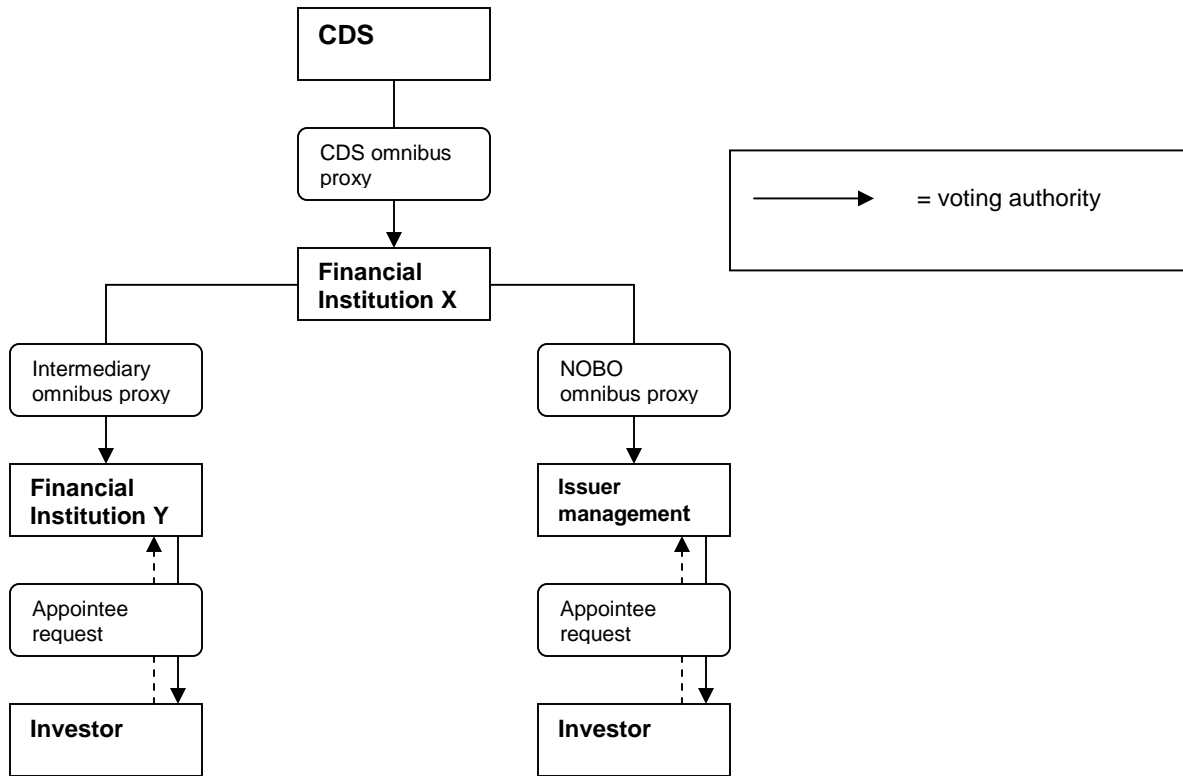 CDS
CDS omnibus
proxy
= voting authority
Financial
Institution X
Intermediary
omnibus proxy
NOBO
omnibus proxy
Financial
Institution Y
Issuer
management
Appointee
request
Appointee
request
Investor
Investor